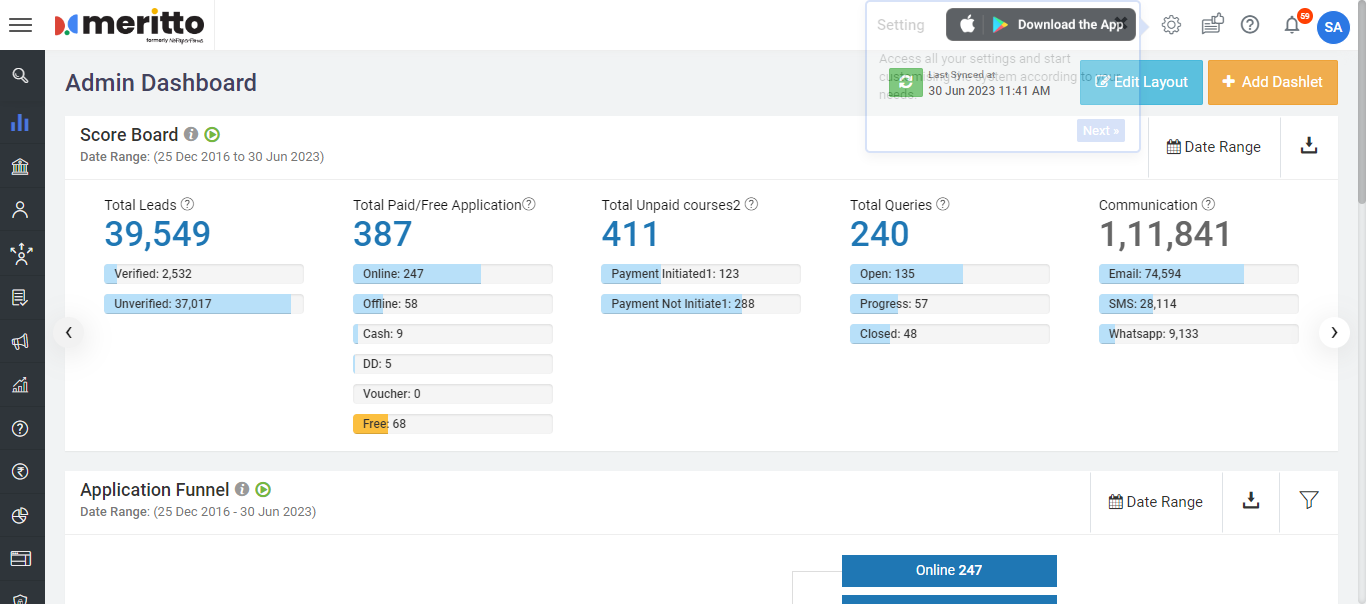 meritto
formerly NoPaperForms
Setting
Download the App
59
SA
Access all your settings and start
customising the system according to your
needs.
Last Synced at
30 Jun 2023 11:41 AM
Next »
Admin Dashboard
Edit Layout
Add Dashlet
Score Board
Date Range: (25 Dec 2016 to 30 Jun 2023)
Date Range
Total Leads
39,549
Verified: 2,532
Unverified: 37,017
Total Paid/Free Application
387
Online: 247
Offline: 58
Cash: 9
DD: 5
Voucher: 0
Free: 68
Total Unpaid courses2
411
Payment Initiated1: 123
Payment Not Initiate1: 288
Total Queries
240
Open: 135
Progress: 57
Closed: 48
Communication
1,11,841
Email: 74,594
SMS: 28,114
Whatsapp: 9,133
Application Funnel
Date Range: (25 Dec 2016 - 30 Jun 2023)
Date Range
Online 247